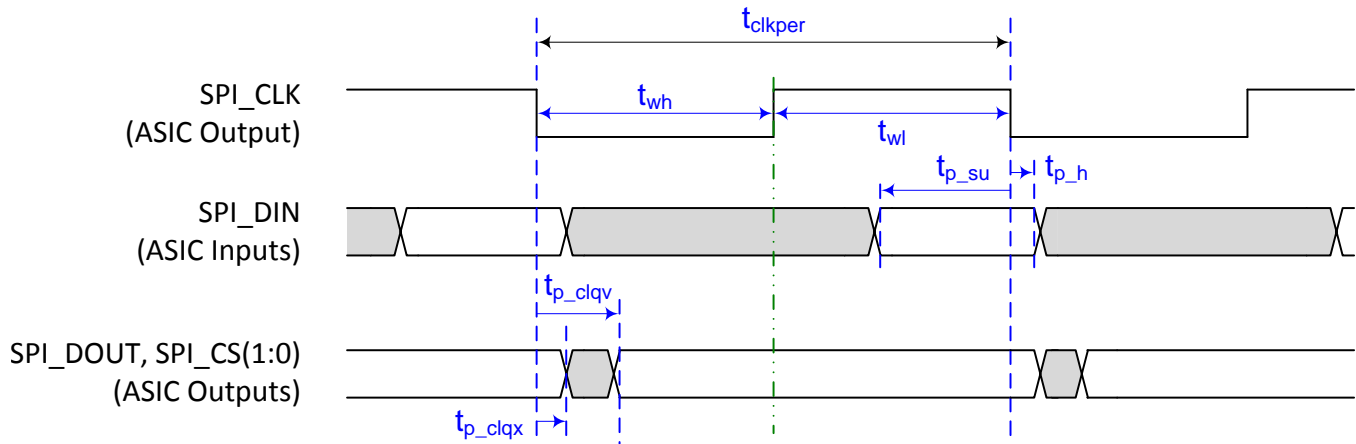 t_clkper
SPI_CLK
(ASIC Output)
t_wh
t_wl
t_p_su
t_p_h
SPI_DIN
(ASIC Inputs)
t_p_clqv
SPI_DOUT, SPI_CS(1:0)
(ASIC Outputs)
t_p_clqx